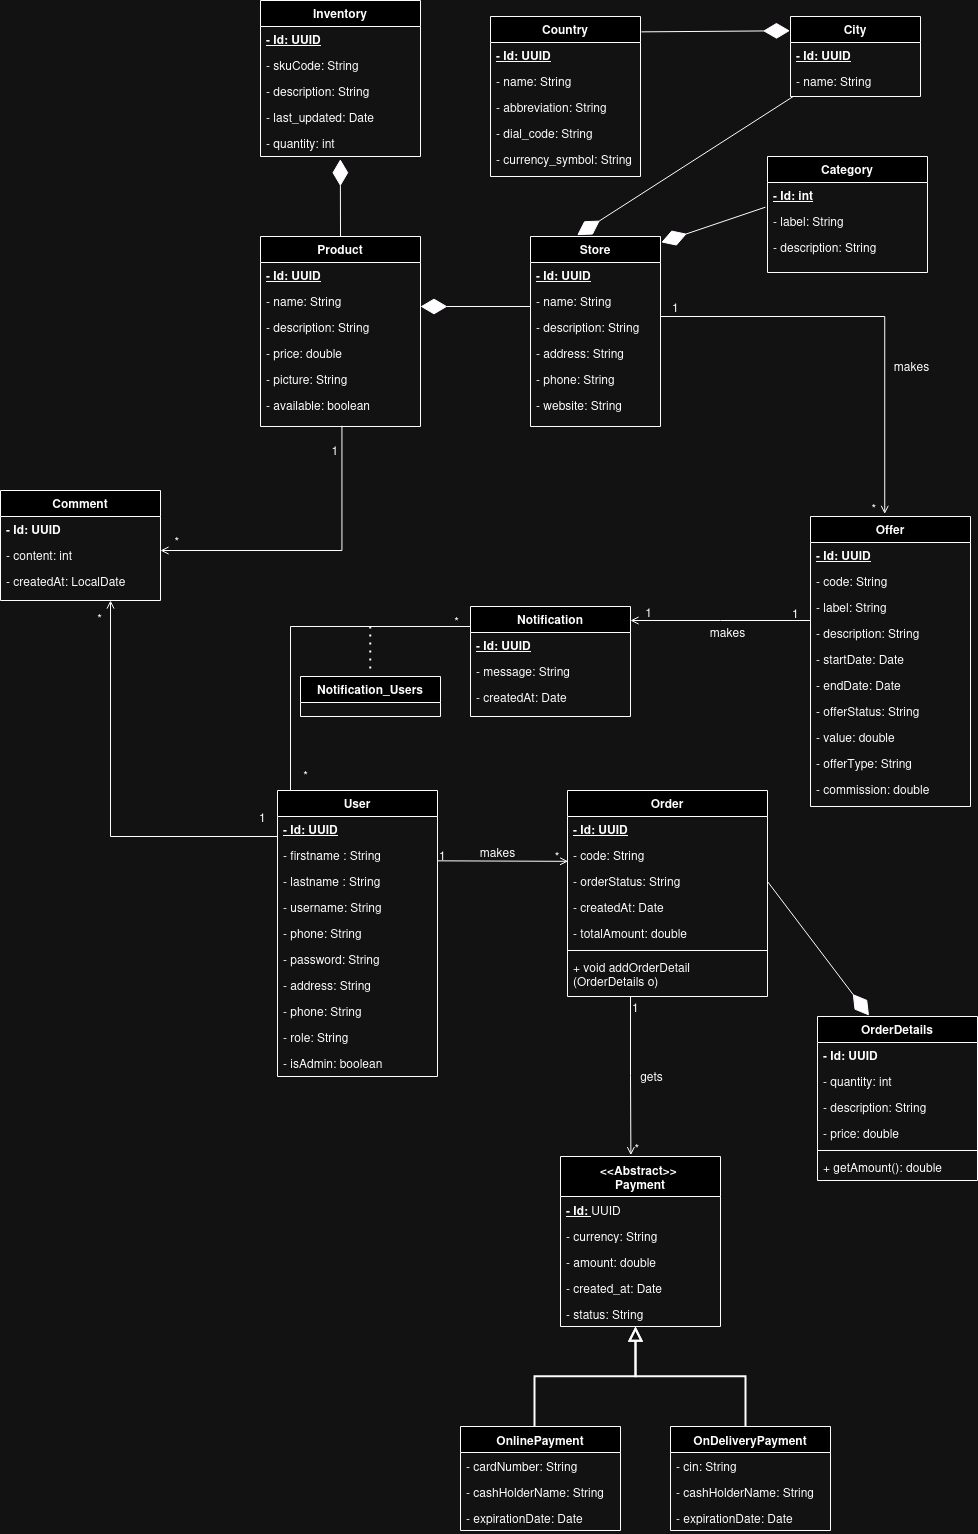 Inventory
- Id: UUID
- skuCode: String
- description: String
- last_updated: Date
- quantity: int
Country
- Id: UUID
- name: String
- abbreviation: String
- dial_code: String
- currency_symbol: String
City
- Id: UUID
- name: String
Category
- Id: int
- label: String
- description: String
Product
- Id: UUID
- name: String
- description: String
- price: double
- picture: String
- available: boolean
Store
- Id: UUID
- name: String
- description: String
- address: String
- phone: String
- website: String
1
makes
*
1
*
Comment
- Id: UUID
- content: int
- createdAt: LocalDate
*
1
Offer
- Id: UUID
- code: String
- label: String
- description: String
- startDate: Date
- endDate: Date
- offerStatus: String
- value: double
- offerType: String
- commission: double
1
1
makes
Notification
- Id: UUID
- message: String
- createdAt: Date
*
Notification_Users
*
User
- Id: UUID
- firstname : String
- lastname : String
- username: String
- phone: String
- password: String
- address: String
- phone: String
- role: String
- isAdmin: boolean
1
makes
*
Order
- Id: UUID
- code: String
- orderStatus: String
- createdAt: Date
- totalAmount: double
+ void addOrderDetail
(OrderDetails o)
1
gets
*
OrderDetails
- Id: UUID
- quantity: int
- description: String
- price: double
+ getAmount(): double
<<Abstract>>
Payment
- Id: UUID
- currency: String
- amount: double
- created_at: Date
- status: String
OnlinePayment
- cardNumber: String
- cashHolderName: String
- expirationDate: Date
OnDeliveryPayment
- cin: String
- cashHolderName: String
- expirationDate: Date